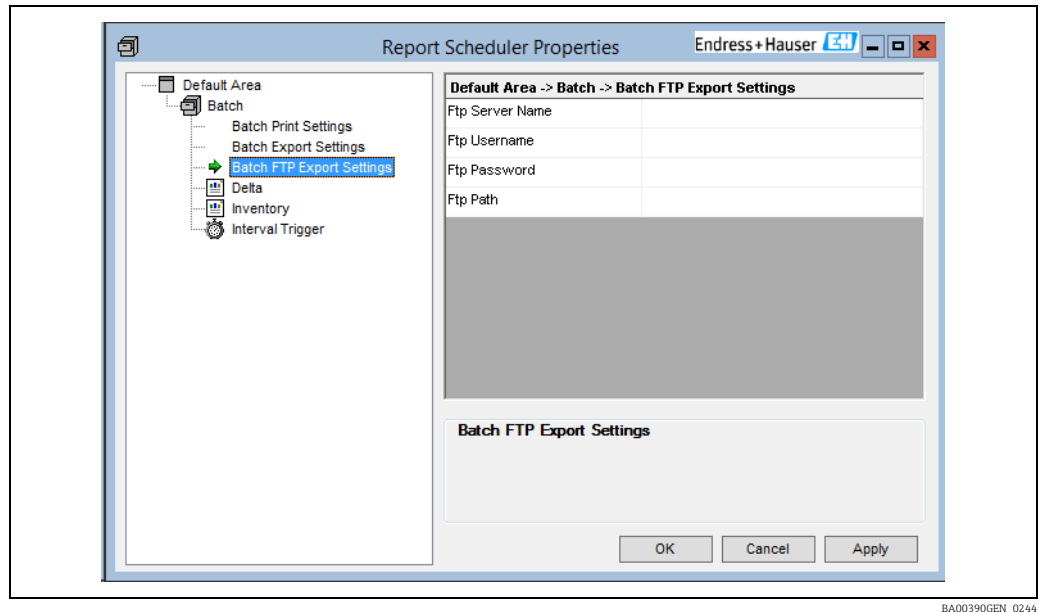 Report Scheduler Properties
Endress+Hauser EH
Default Area
Batch
Batch Print Settings
Batch Export Settings
Batch FTP Export Settings
Delta
Inventory
Interval Trigger
Default Area -> Batch -> Batch FTP Export Settings
Ftp Server Name
Ftp Username
Ftp Password
Ftp Path
Batch FTP Export Settings
OK
Cancel
Apply
BA00390GEN_0244